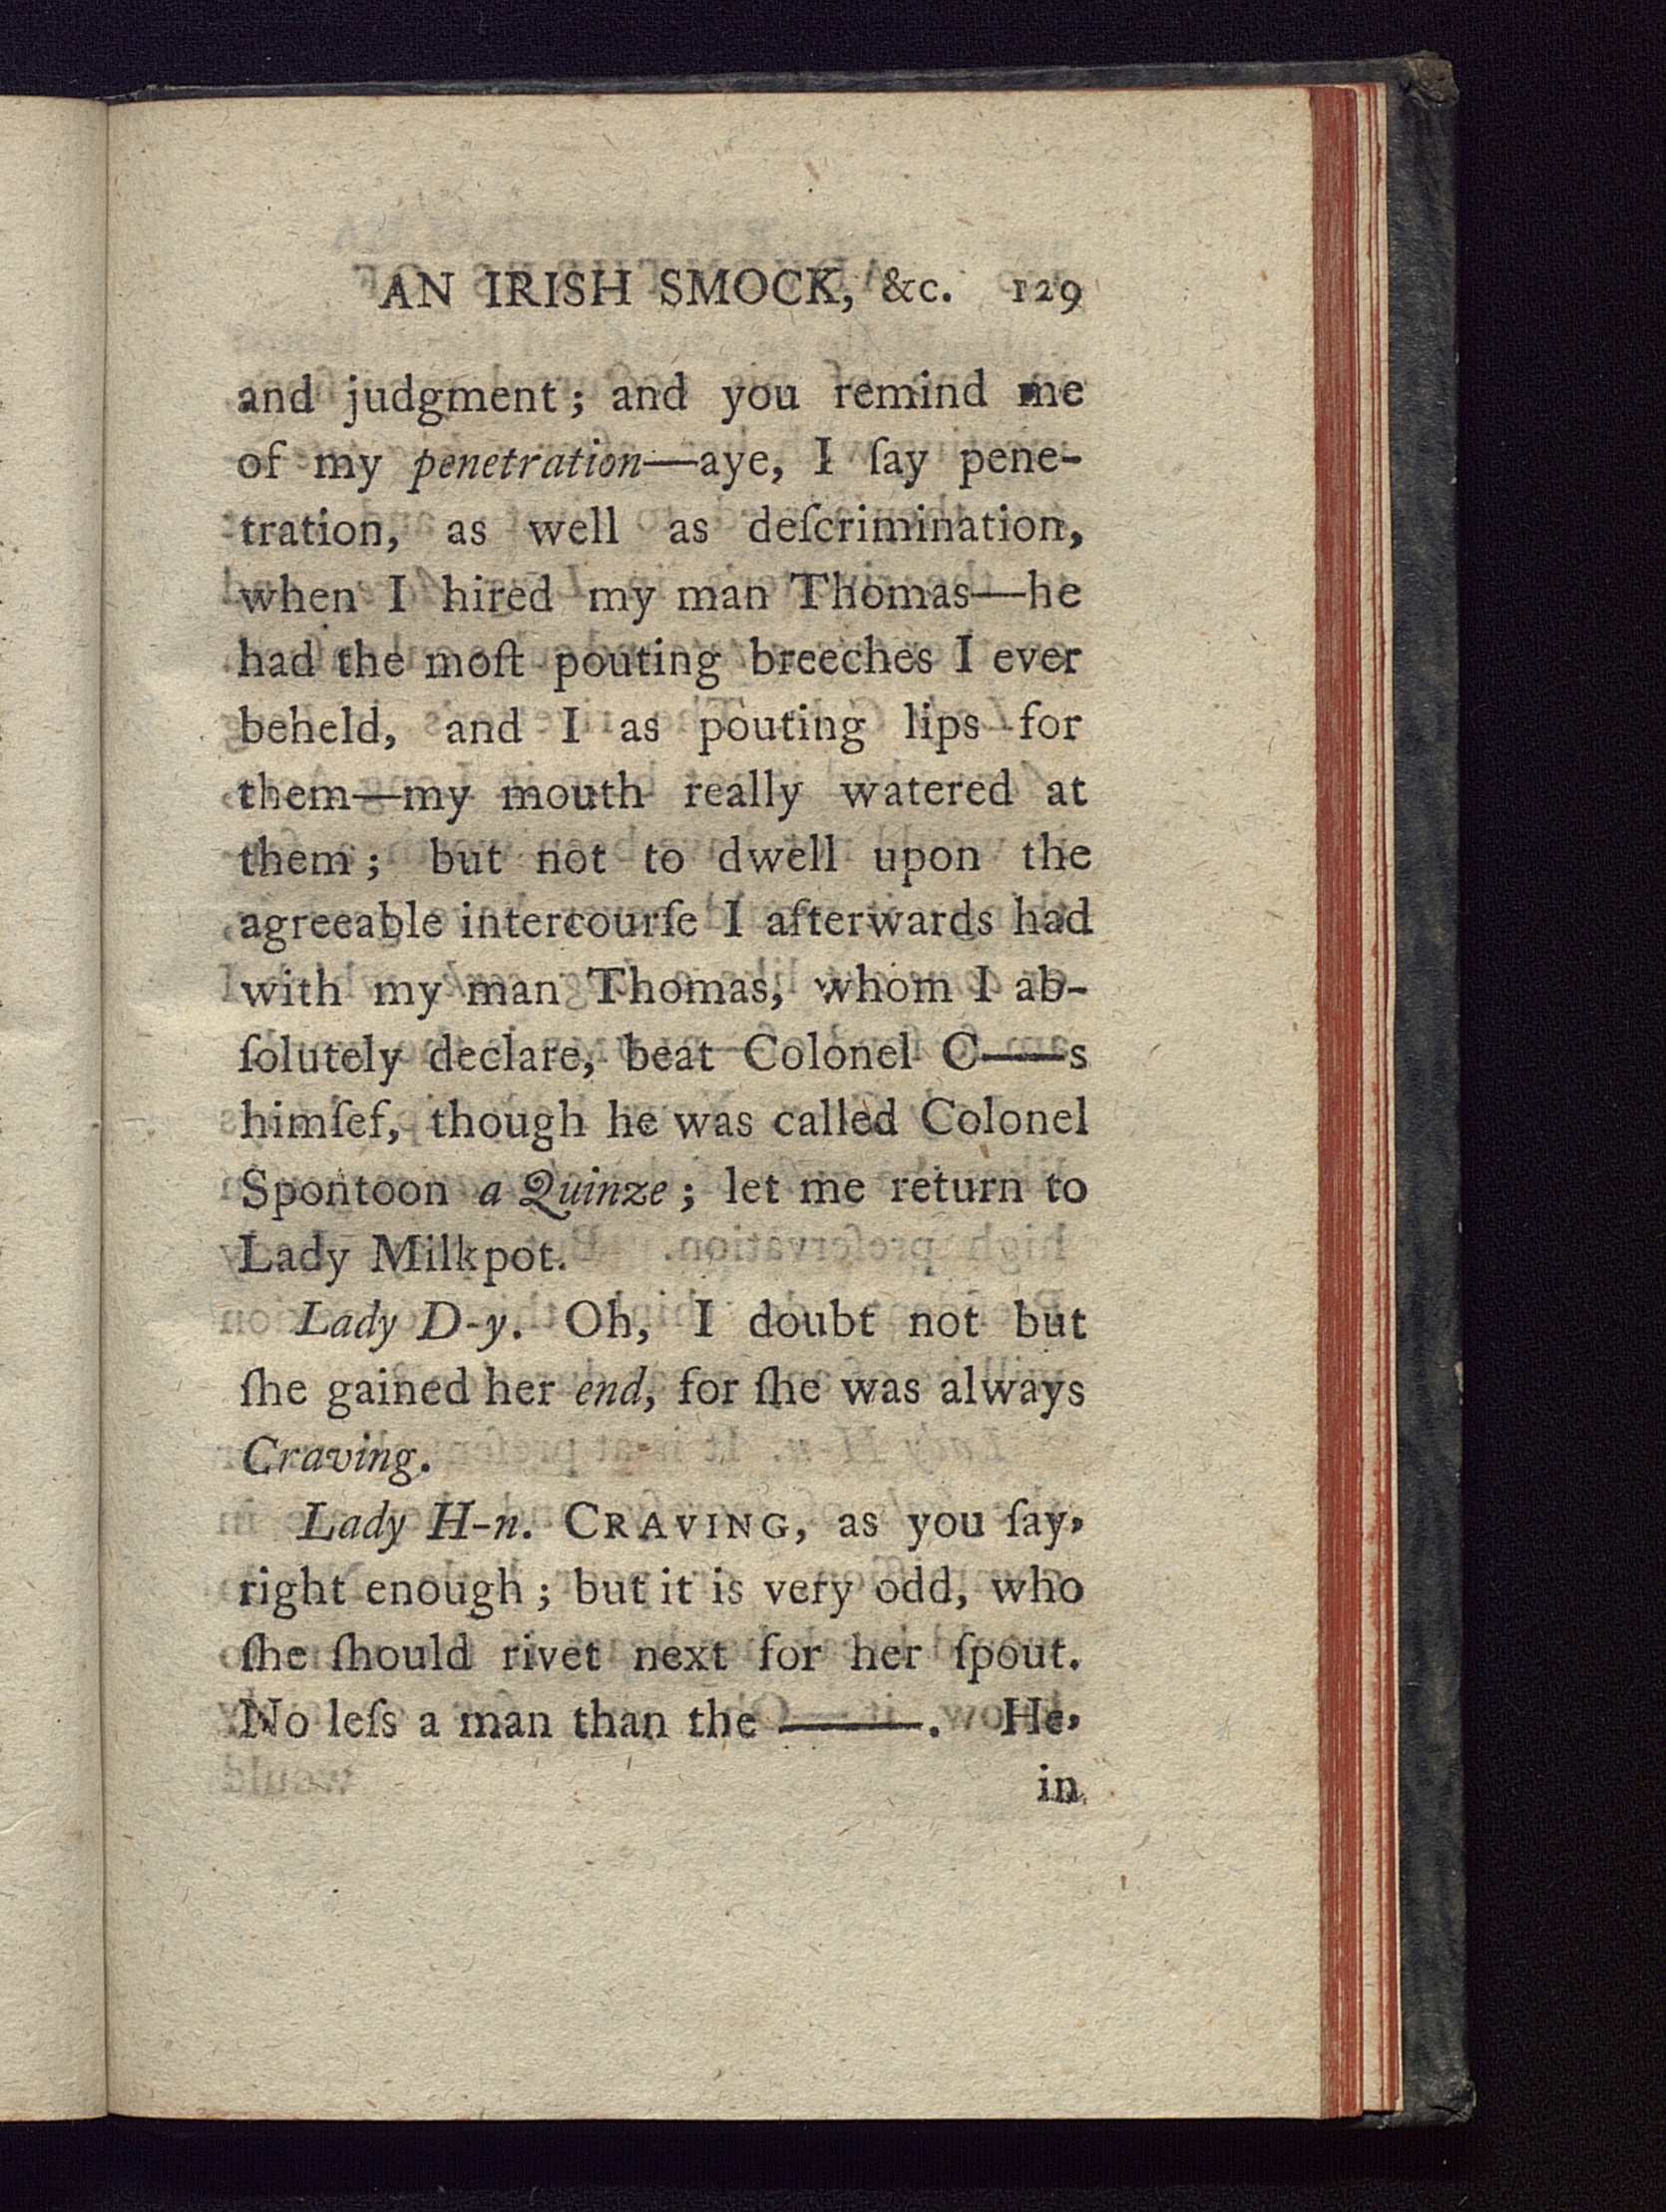 AN IRISH SMOCK, &c. 129
and judgment; and you remind me
of my penetration—aye, I ſay pene-
tration, as well as deſcrimination,
when I hired my man Thomas—he
had the moſt pouting breeches I ever
beheld, and I as pouting lips for
them—my mouth really watered at
them; but not to dwell upon the
agreeable intercourſe I afterwards had
with my man Thomas, whom I ab-
ſolutely declare, beat Colonel C——s
himſef, though he was called Colonel
Spontoon a Quinze; let me return to
Lady Milkpot.
Lady D-y. Oh, I doubt not but
ſhe gained her end, for ſhe was always
Craving.
Lady H-n. CRAVING, as you ſay,
right enough; but it is very odd, who
ſhe ſhould rivet next for her ſpout.
No leſs a man than the ———. He,
in